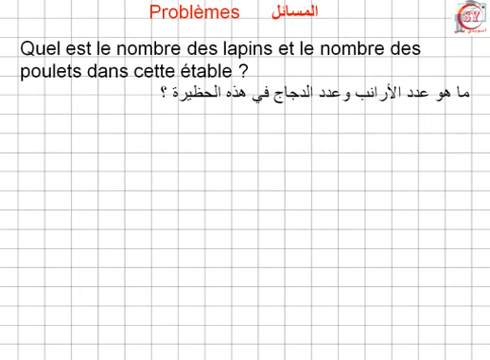 Problèmes المسائل
Quel est le nombre des lapins et le nombre des
poulets dans cette étable ?
ما هو عدد الأرانب وعدد الدجاج في هذه الحظيرة ؟